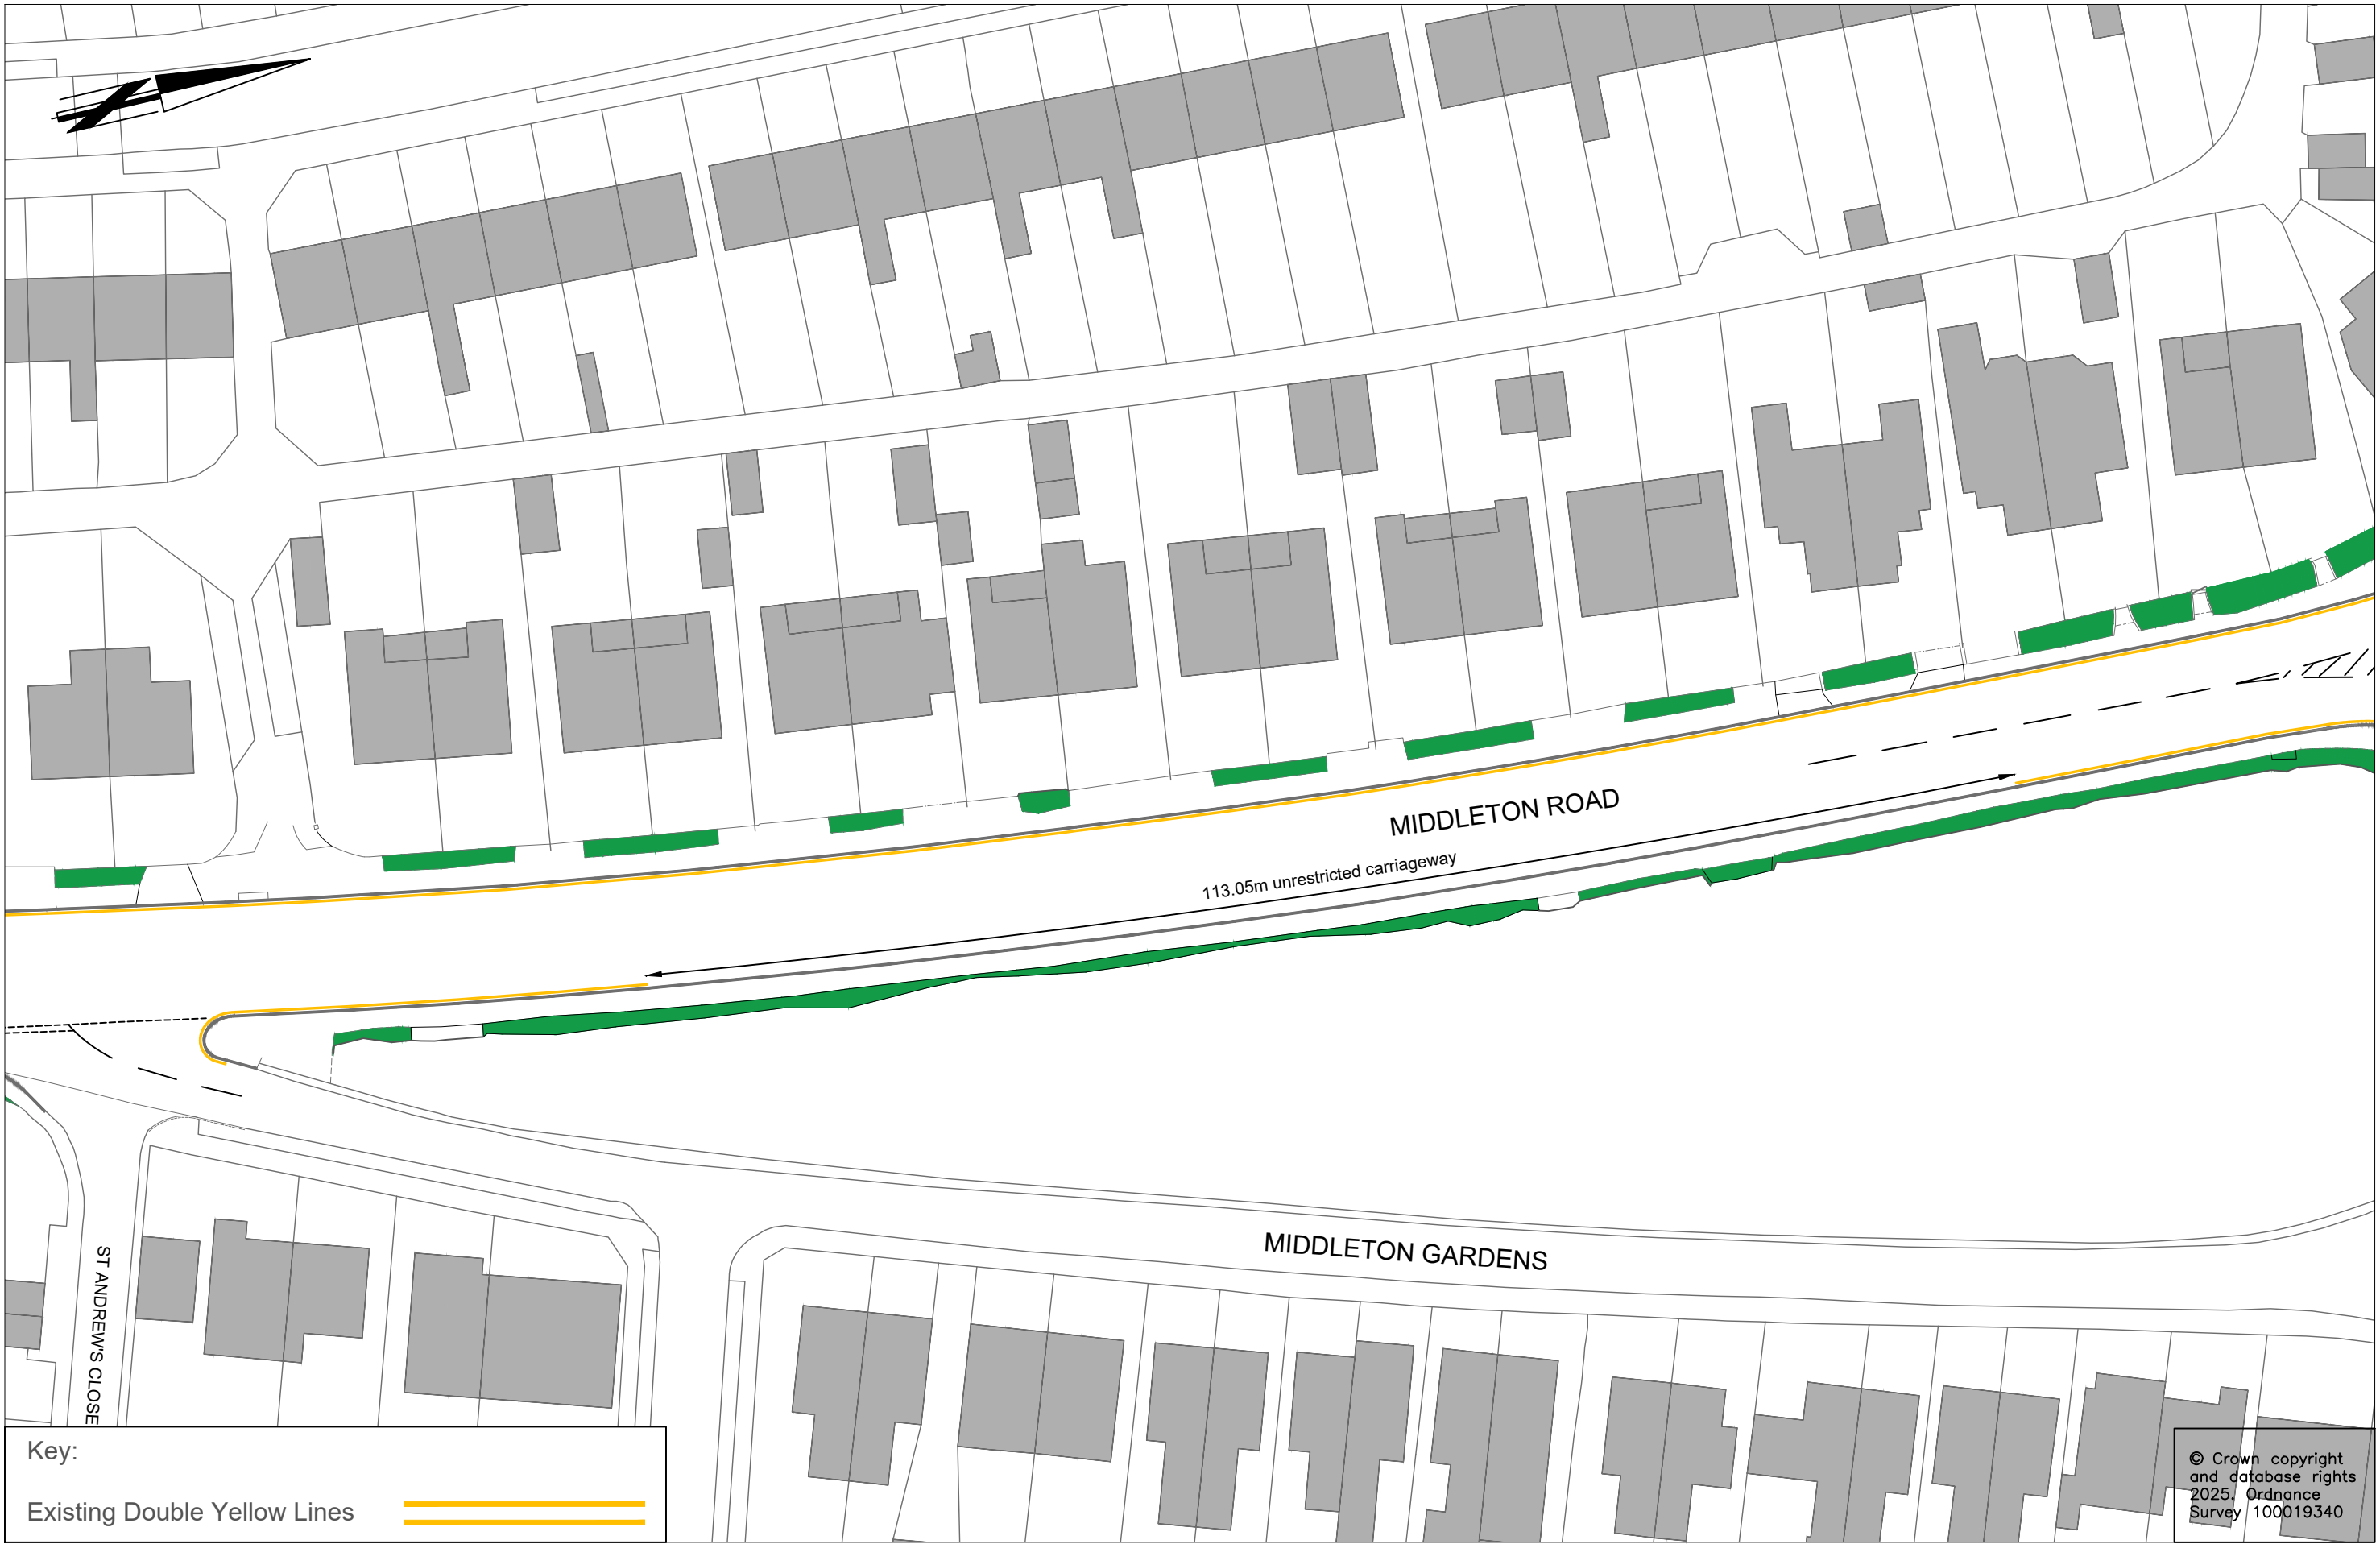 MIDDLETON ROAD
113.05m unrestricted carriageway
MIDDLETON GARDENS
ST ANDREW'S CLOSE
Key:
Existing Double Yellow Lines
© Crown copyright
and database rights
2025. Ordnance
Survey 100019340